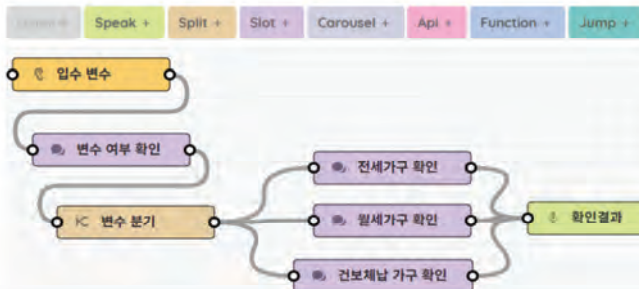 Speak +
Split +
Slot +
Carousel +
Api +
Function +
Jump +
입수 변수
변수 여부 확인
전세가구 확인
변수 분기
월세가구 확인
확인결과
건보체납 가구 확인